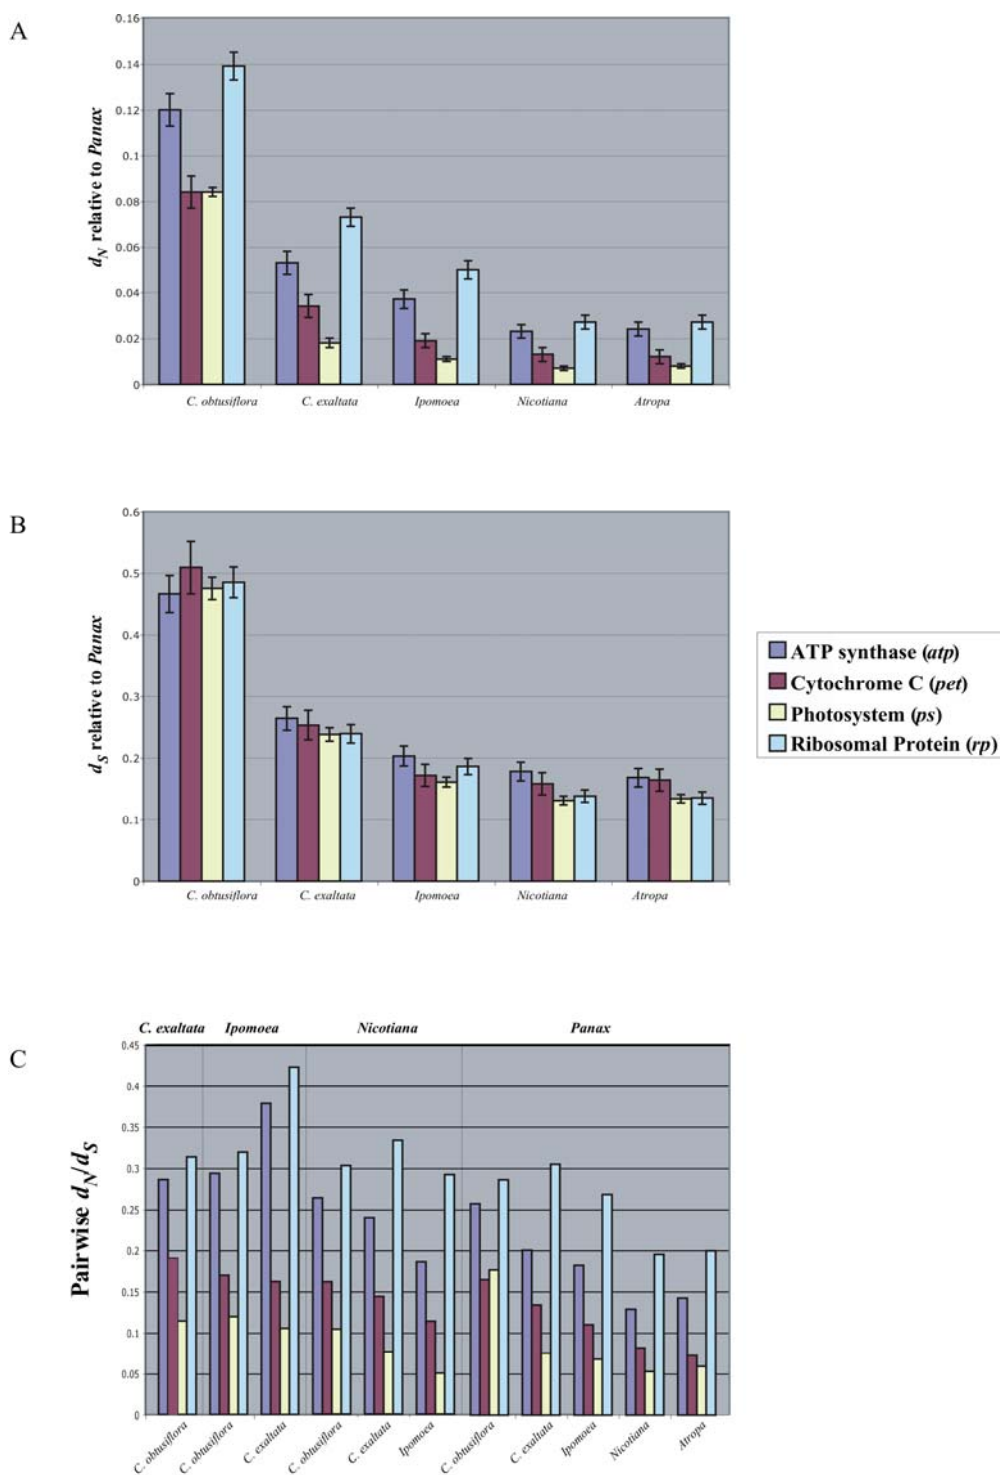 A
0.16
0.14
0.12
0.1
0.08
0.06
0.04
0.02
0
dN relative to Panax
C. obtusiflora C. exaltata Ipomoea Nicotiana Atropa
B
0.6
0.5
0.4
0.3
0.2
0.1
0
dS relative to Panax
C. obtusiflora C. exaltata Ipomoea Nicotiana Atropa
ATP synthase (atp)
Cytochrome C (pet)
Photosystem (ps)
Ribosomal Protein (rp)
C. exaltata Ipomoea Nicotiana Panax
C
0.45
0.4
0.35
0.3
0.25
0.2
0.15
0.1
0.05
0
Pairwise dN/dS
C. obtusiflora C. obtusiflora C. exaltata C. obtusiflora C. exaltata Ipomoea C. obtusiflora C. exaltata Ipomoea Nicotiana Atropa